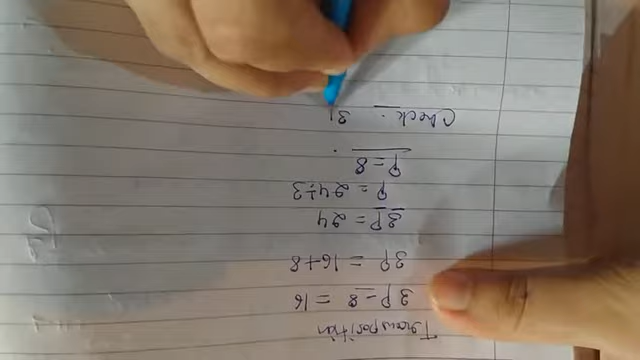 Transposition
3P - 8 = 16
3P = 16 + 8
3P = 24
P = 24 ÷ 3
P = 8
Check. 3